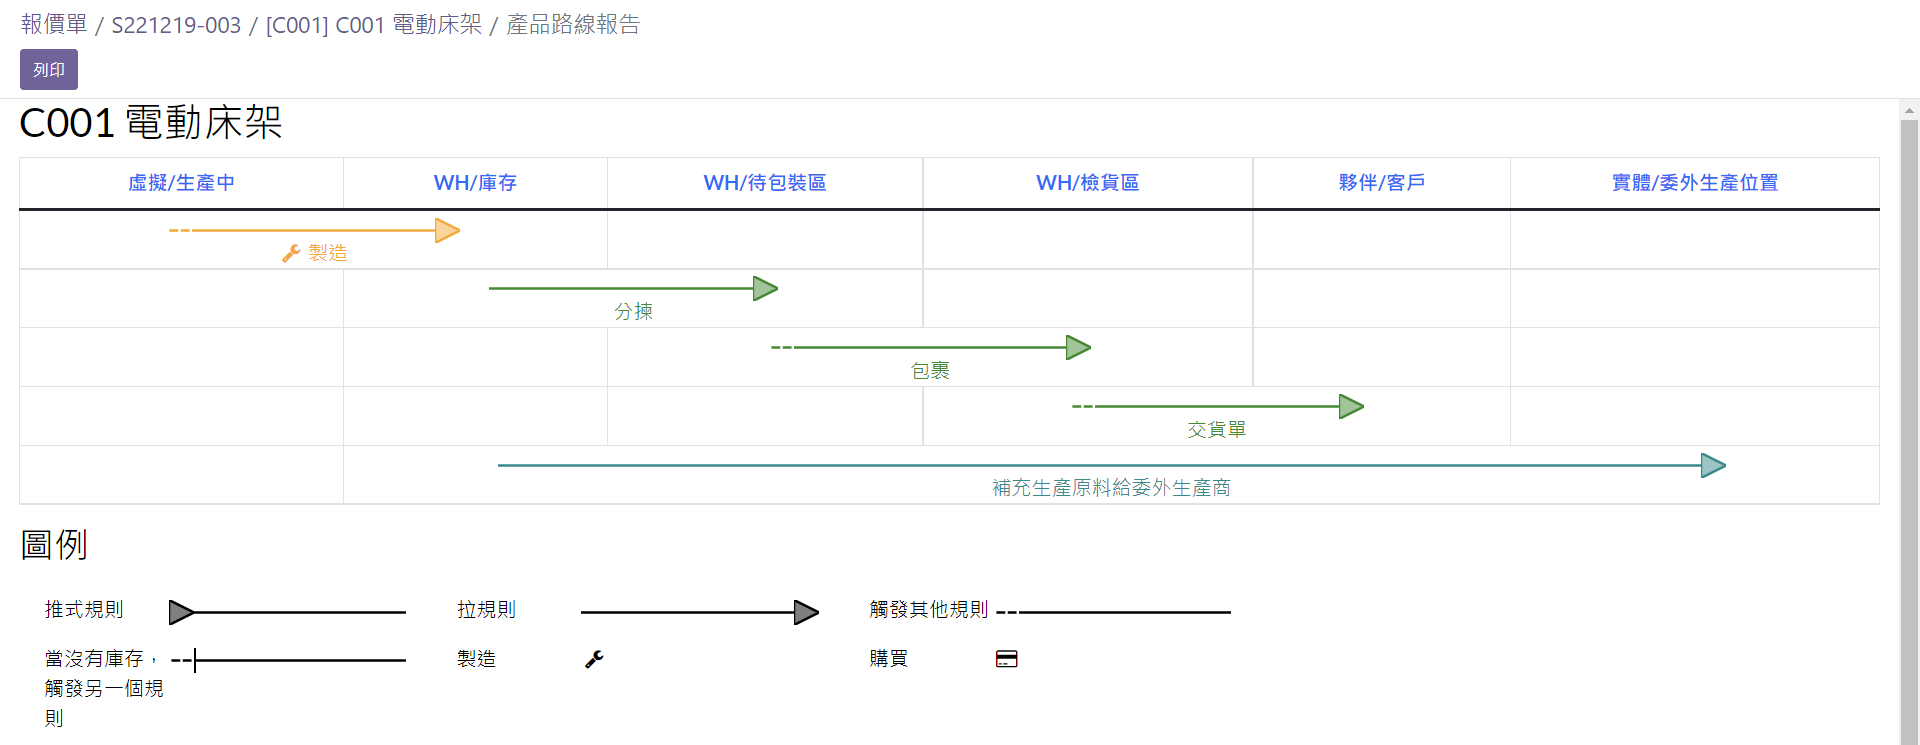 報價單 / S221219-003 / [C001] C001 電動床架 / 產品路線報告
列印
C001 電動床架
虛擬/生產中 WH/庫存 WH/待包裝區 WH/檢貨區 夥伴/客戶 實體/委外生產位置
製造
分揀
包裹
交貨單
補充生產原料給委外生產商
圖例
推式規則 拉規則 觸發其他規則
當沒有庫存，
觸發另一個規
則
製造 購買